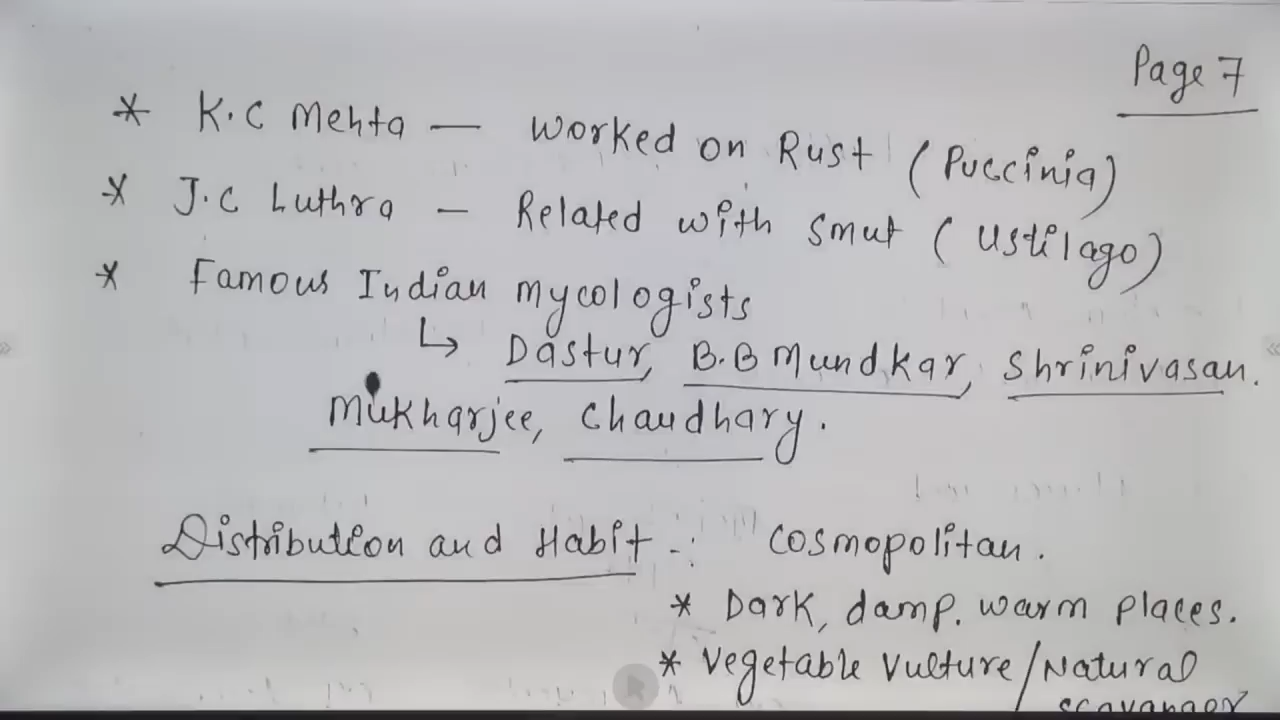 Page 7
* K.C Mehta — Worked on Rust (Puccinia)
* J.C Luthra — Related with Smut (Ustilago)
* Famous Indian mycologists
↳ Dastur, B.B Mundkar, Shrinivasan.
Mukharjee, Chaudhary.
Distribution and Habit -: Cosmopolitan.
* Dark, damp. warm places.
* Vegetable Vulture/Natural
scavanger